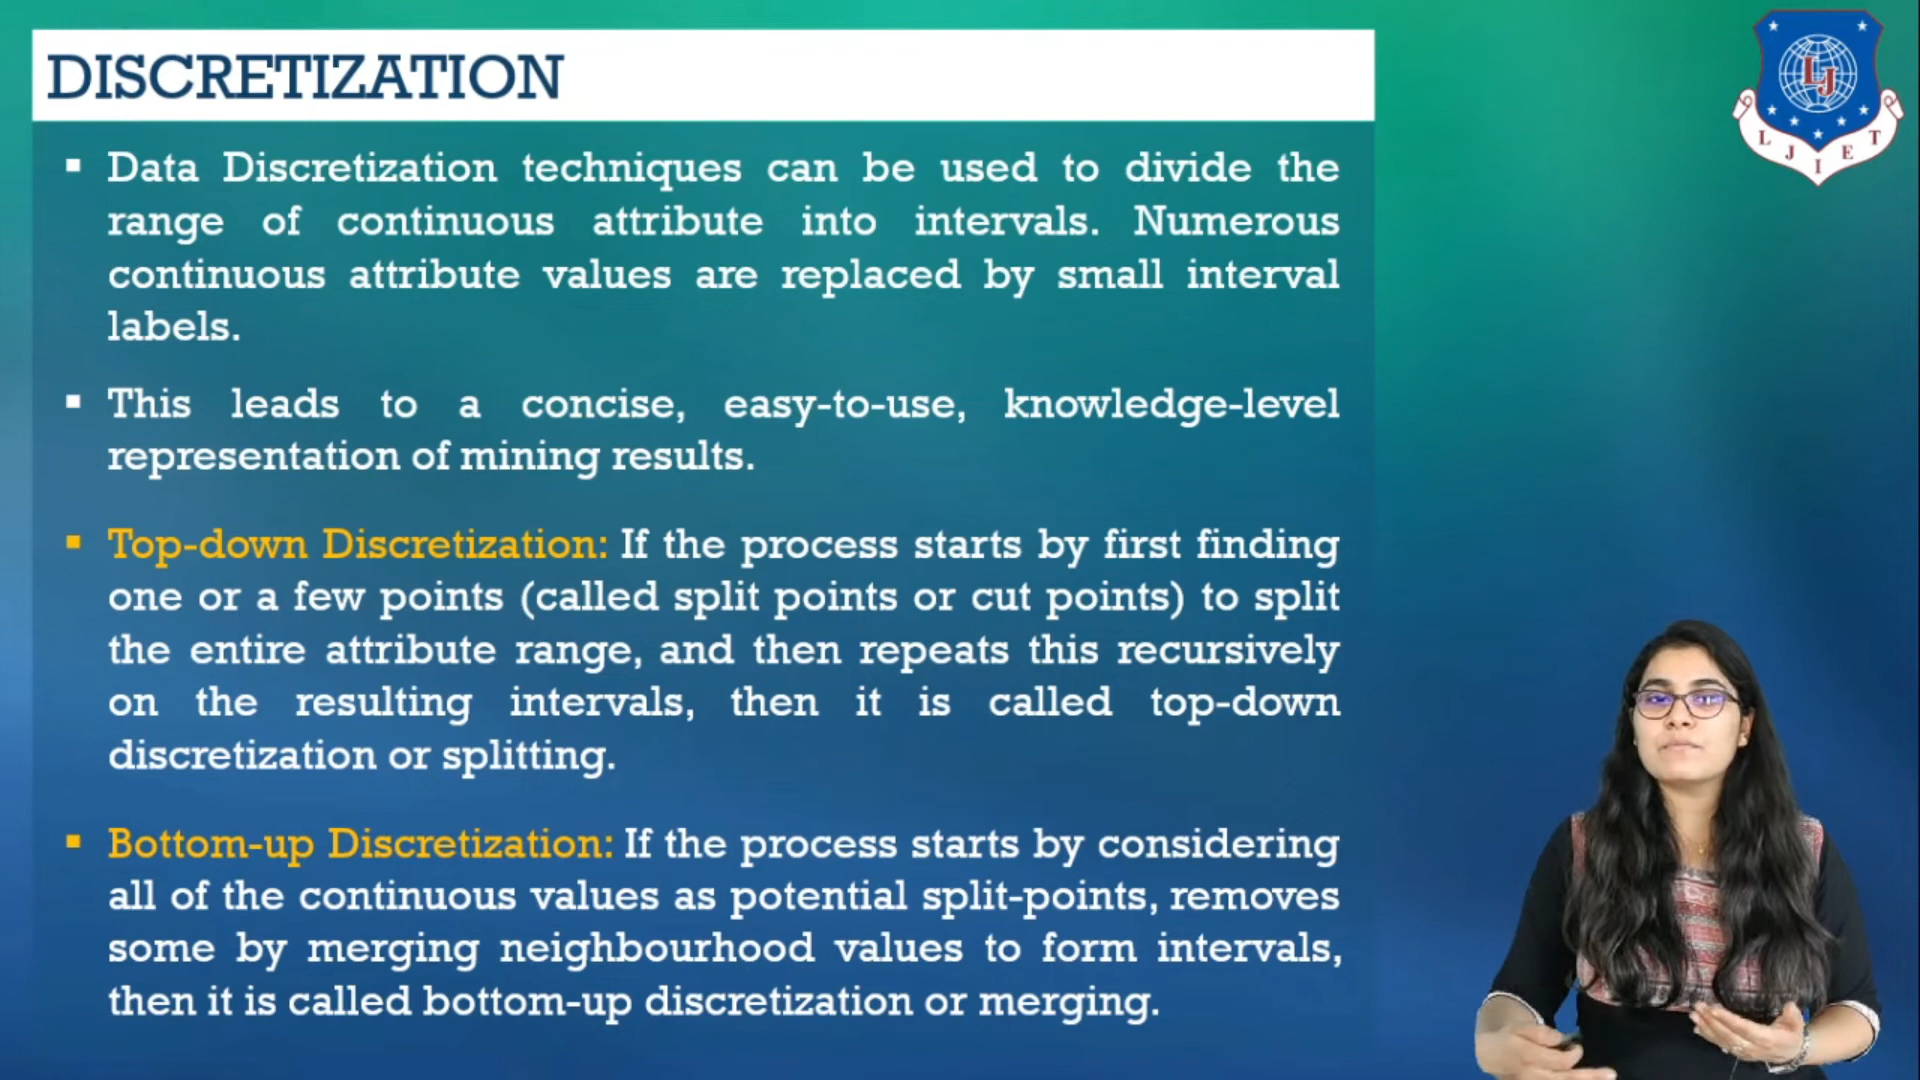 DISCRETIZATION
▪ Data Discretization techniques can be used to divide the
range of continuous attribute into intervals. Numerous
continuous attribute values are replaced by small interval
labels.
▪ This leads to a concise, easy-to-use, knowledge-level
representation of mining results.
▪ Top-down Discretization: If the process starts by first finding
one or a few points (called split points or cut points) to split
the entire attribute range, and then repeats this recursively
on the resulting intervals, then it is called top-down
discretization or splitting.
▪ Bottom-up Discretization: If the process starts by considering
all of the continuous values as potential split-points, removes
some by merging neighbourhood values to form intervals,
then it is called bottom-up discretization or merging.
LJ
L J I E T